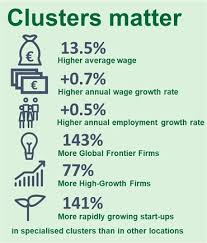 Clusters matter
€
13.5%
Higher average wage
€
+0.7%
Higher annual wage growth rate
+0.5%
Higher annual employment growth rate
143%
More Global Frontier Firms
77%
More High-Growth Firms
141%
More rapidly growing start-ups
in specialised clusters than in other locations